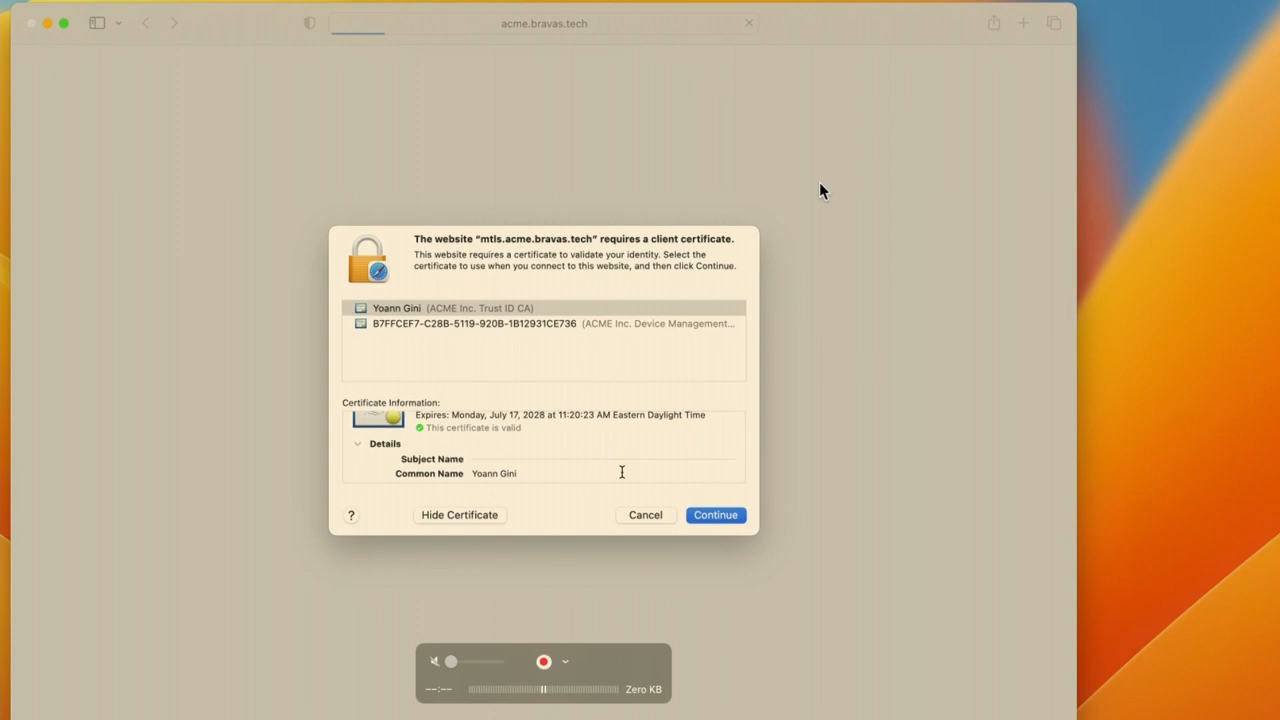 acme.bravas.tech
The website “mtls.acme.bravas.tech” requires a client certificate.
This website requires a certificate to validate your identity. Select the
certificate to use when you connect to this website, and then click Continue.
Yoann Gini (ACME Inc. Trust ID CA)
B7FFCEF7-C28B-5119-920B-1B12931CE736 (ACME Inc. Device Management...
Certificate Information:
Expires: Monday, July 17, 2028 at 11:20:23 AM Eastern Daylight Time
This certificate is valid
Details
Subject Name
Common Name Yoann Gini
? Hide Certificate Cancel Continue
--:-- Zero KB